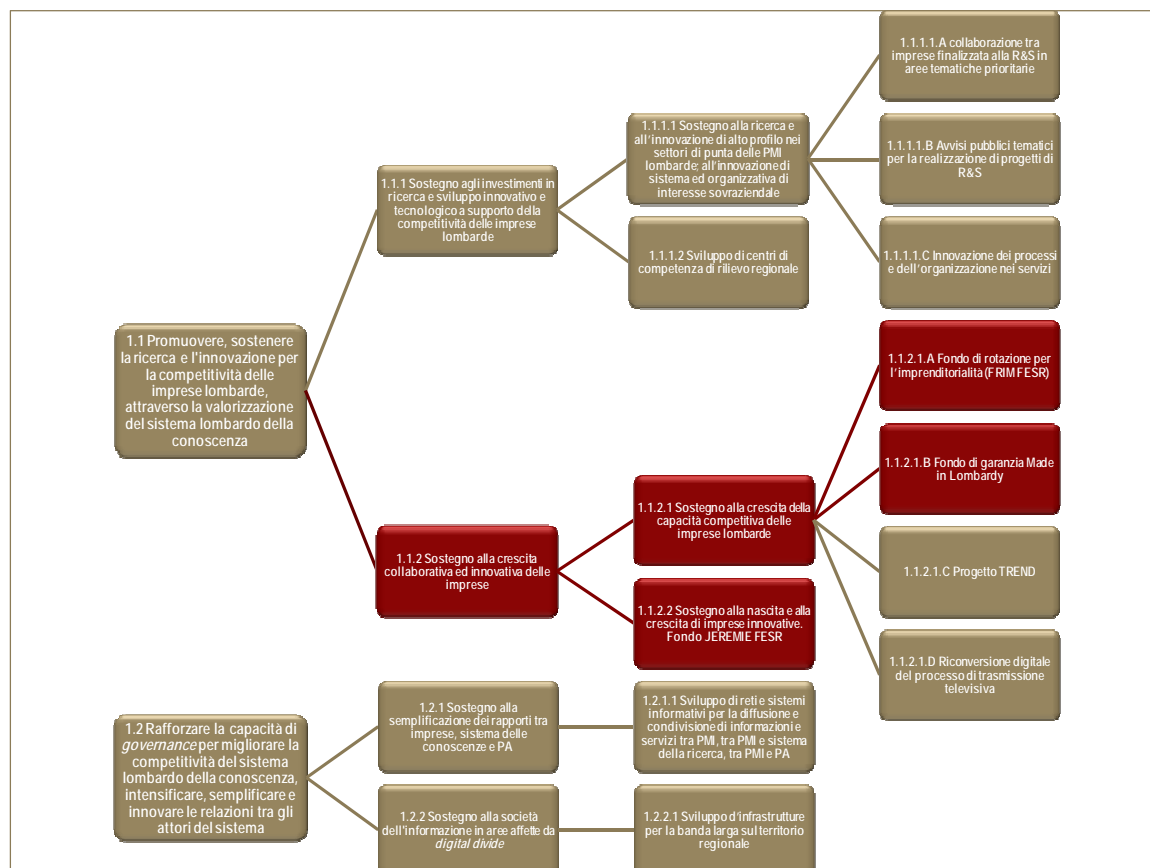 1.1.1.1.A collaborazione tra
imprese finalizzata alla R&S in
aree tematiche prioritarie
1.1.1.1 Sostegno alla ricerca e
all'innovazione di alto profilo nei
settori di punta delle PMI
lombarde; all'innovazione di
sistema ed organizzativa di
interesse sovraziendale
1.1.1.1.B Avvisi pubblici tematici
per la realizzazione di progetti di
R&S
1.1.1 Sostegno agli investimenti in
ricerca e sviluppo innovativo e
tecnologico a supporto della
competitività delle imprese
lombarde
1.1.1.2 Sviluppo di centri di
competenza di rilievo regionale
1.1.1.1.C Innovazione dei processi
e dell'organizzazione nei servizi
1.1 Promuovere, sostenere
la ricerca e l'innovazione per
la competitività delle
imprese lombarde,
attraverso la valorizzazione
del sistema lombardo della
conoscenza
1.1.2.1.A Fondo di rotazione per
l'imprenditorialità (FRIM FESR)
1.1.2.1.B Fondo di garanzia Made
in Lombardy
1.1.2.1 Sostegno alla crescita della
capacità competitiva delle
imprese lombarde
1.1.2 Sostegno alla crescita
collaborativa ed innovativa delle
imprese
1.1.2.1.C Progetto TREND
1.1.2.2 Sostegno alla nascita e alla
crescita di imprese innovative.
Fondo JEREMIE FESR
1.1.2.1.D Riconversione digitale
del processo di trasmissione
televisiva
1.2 Rafforzare la capacità di
governance per migliorare la
competitività del sistema
lombardo della conoscenza,
intensificare, semplificare e
innovare le relazioni tra gli
attori del sistema
1.2.1 Sostegno alla
semplificazione dei rapporti tra
imprese, sistema delle
conoscenze e PA
1.2.1.1 Sviluppo di reti e sistemi
informativi per la diffusione e
condivisione di informazioni e
servizi tra PMI, tra PMI e sistema
della ricerca, tra PMI e PA
1.2.2 Sostegno alla società
dell'informazione in aree affette da
digital divide
1.2.2.1 Sviluppo d'infrastrutture
per la banda larga sul territorio
regionale